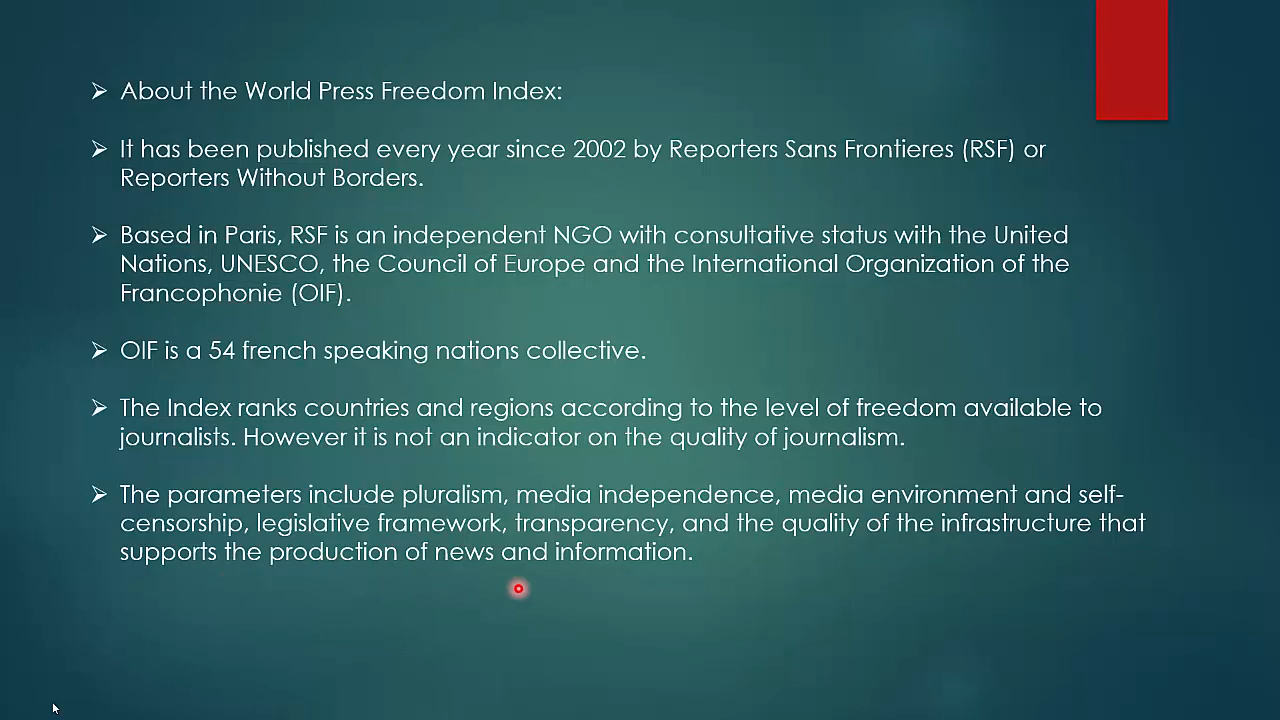 About the World Press Freedom Index:
It has been published every year since 2002 by Reporters Sans Frontieres (RSF) or
Reporters Without Borders.
Based in Paris, RSF is an independent NGO with consultative status with the United
Nations, UNESCO, the Council of Europe and the International Organization of the
Francophonie (OIF).
OIF is a 54 french speaking nations collective.
The Index ranks countries and regions according to the level of freedom available to
journalists. However it is not an indicator on the quality of journalism.
The parameters include pluralism, media independence, media environment and self-
censorship, legislative framework, transparency, and the quality of the infrastructure that
supports the production of news and information.